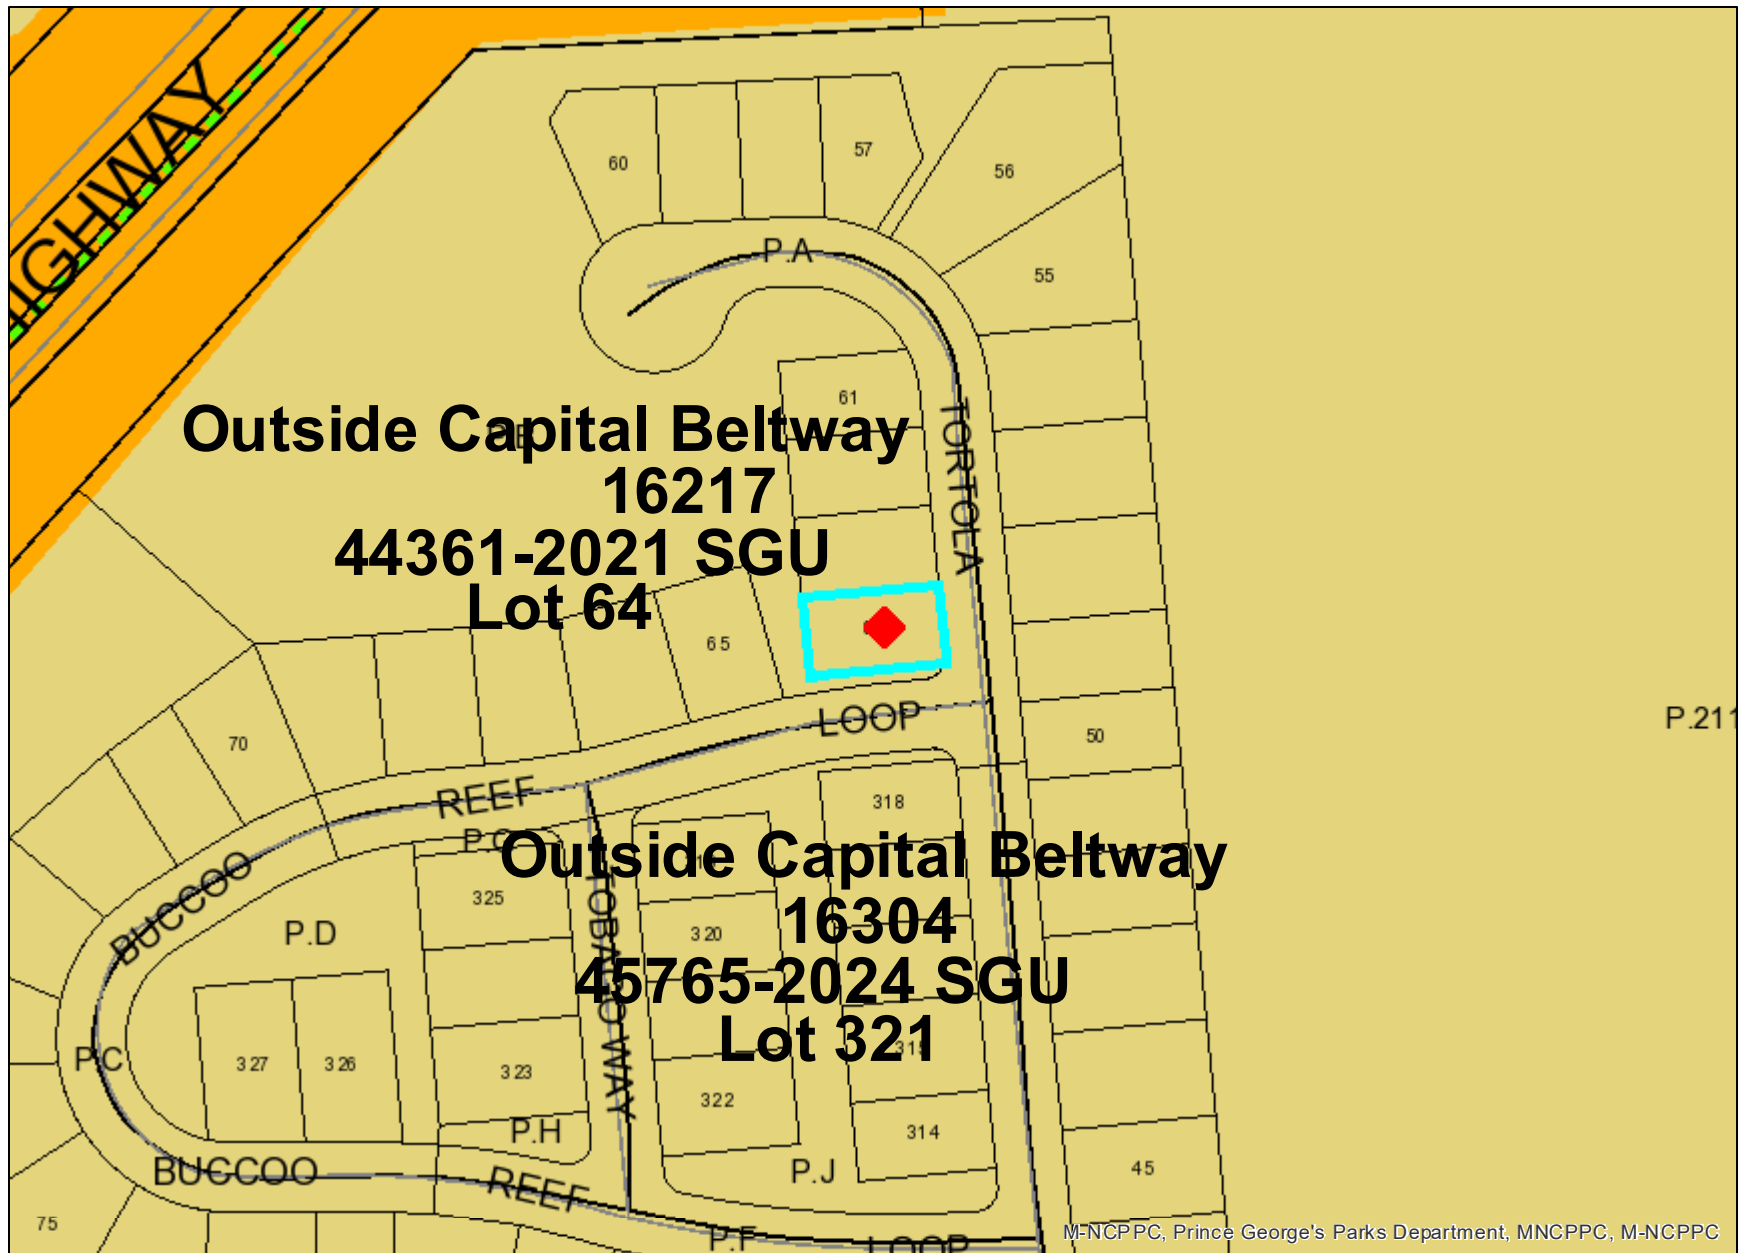 HIGHWAY
60
57
56
P.A
55
61
TORTOLA
Outside Capital Beltway
16217
44361-2021 SGU
Lot 64
65
70
LOOP
P.211
50
REEF
318
P.C
BUCCOO
Outside Capital Beltway
16304
45765-2024 SGU
Lot 321
325
320
P.D
TOBAGO WAY
P.C
327
326
323
322
315
314
P.H
P.J
BUCCOO
REEF
45
75
P.F
LOOP
M-NCPPC, Prince George's Parks Department, MNCPPC, M-NCPPC